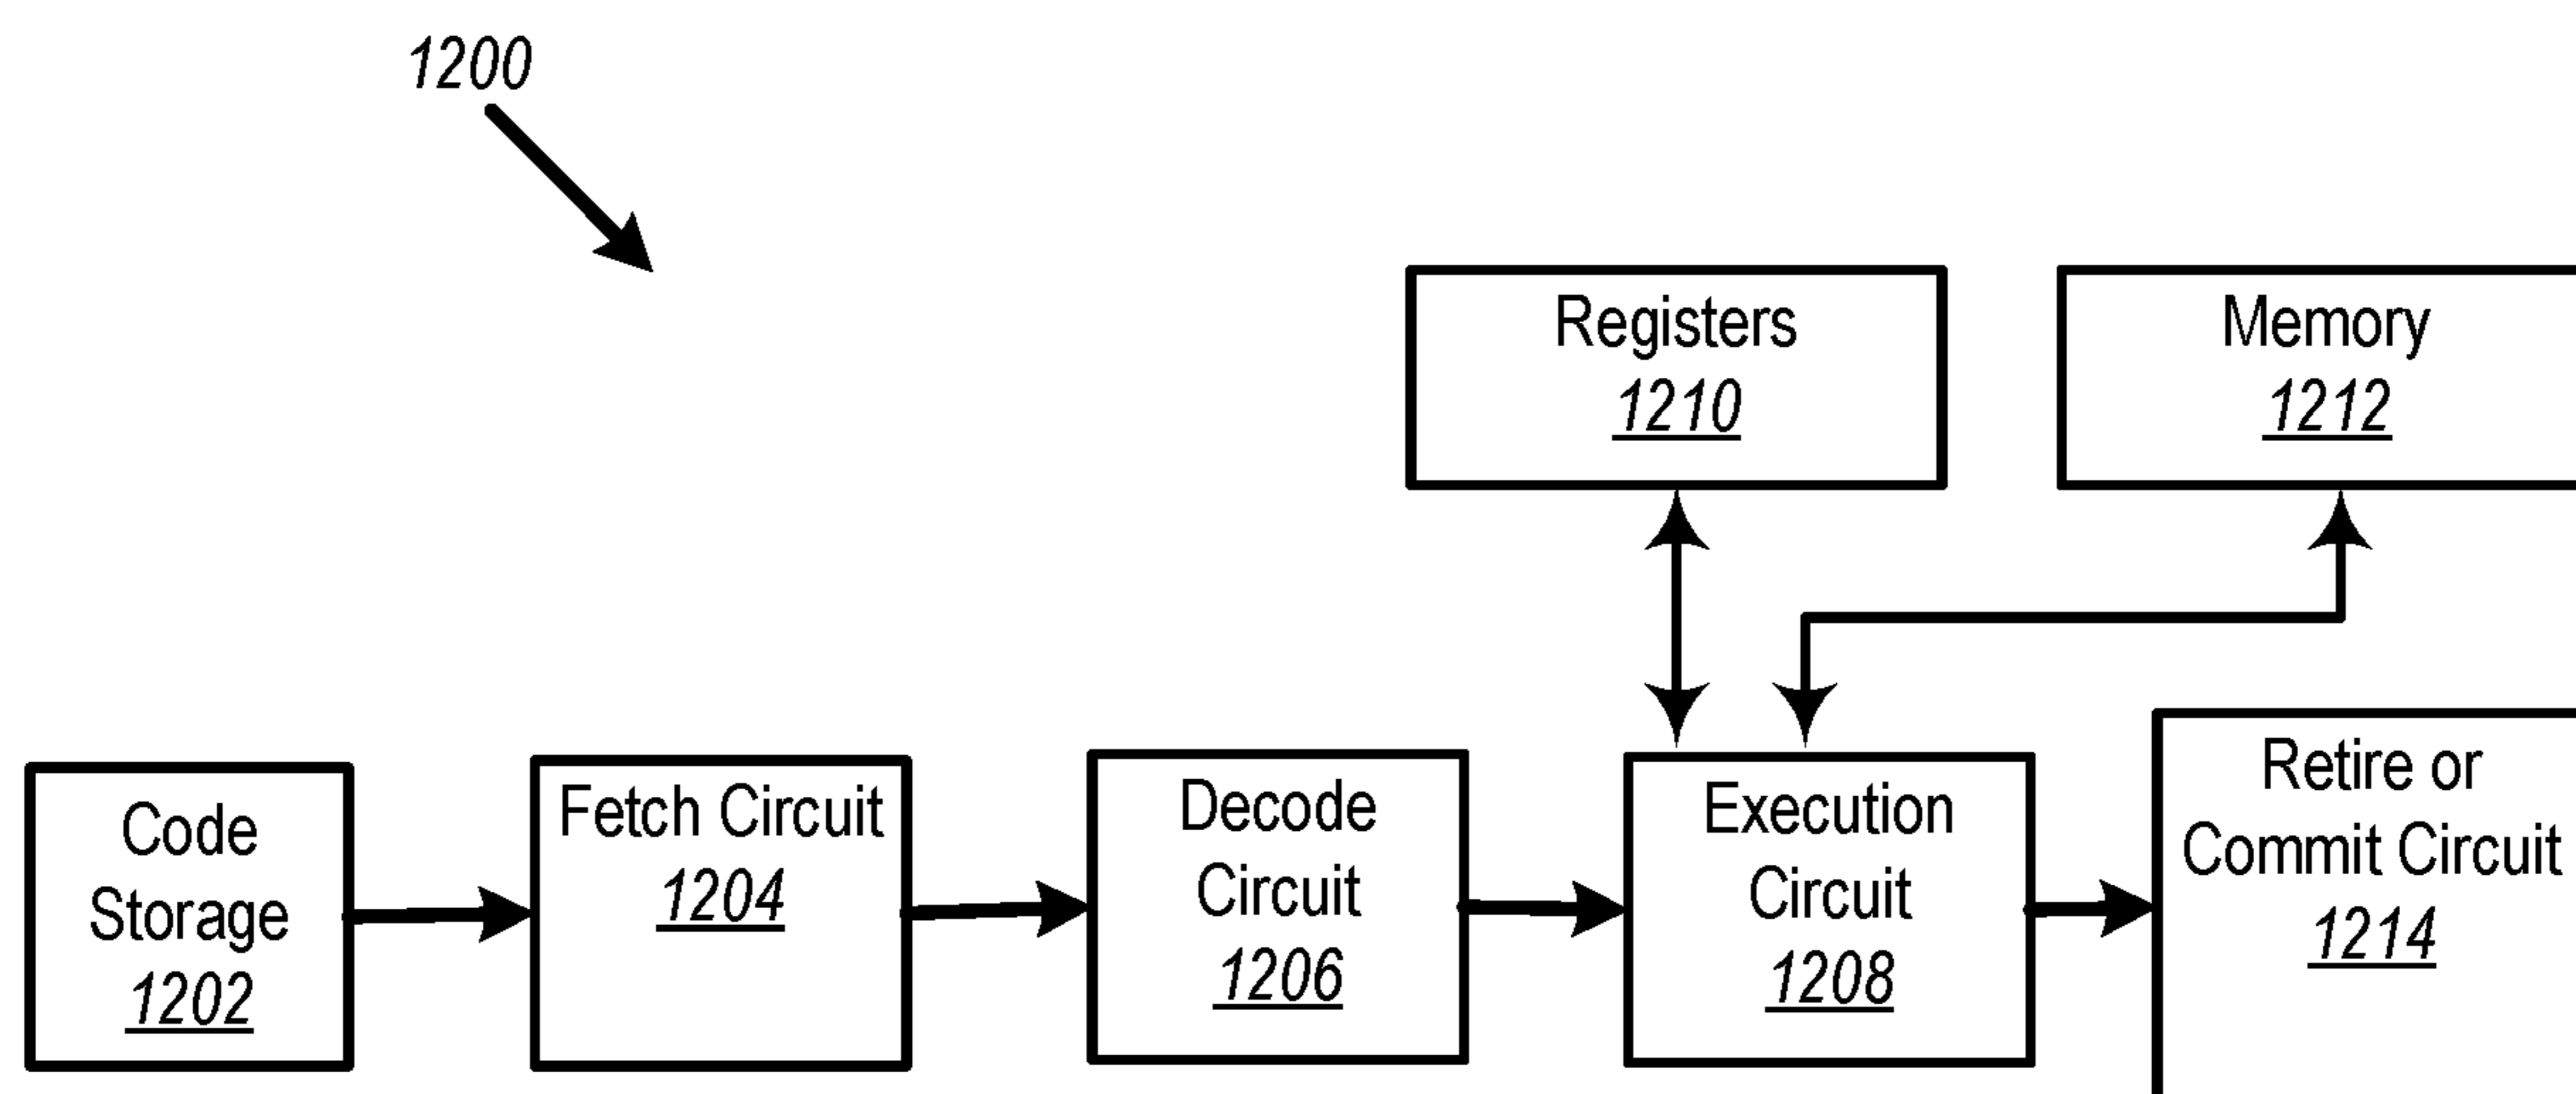 1200
Registers
1210
Memory
1212
Code
Storage
1202
Fetch Circuit
1204
Decode
Circuit
1206
Execution
Circuit
1208
Retire or
Commit Circuit
1214